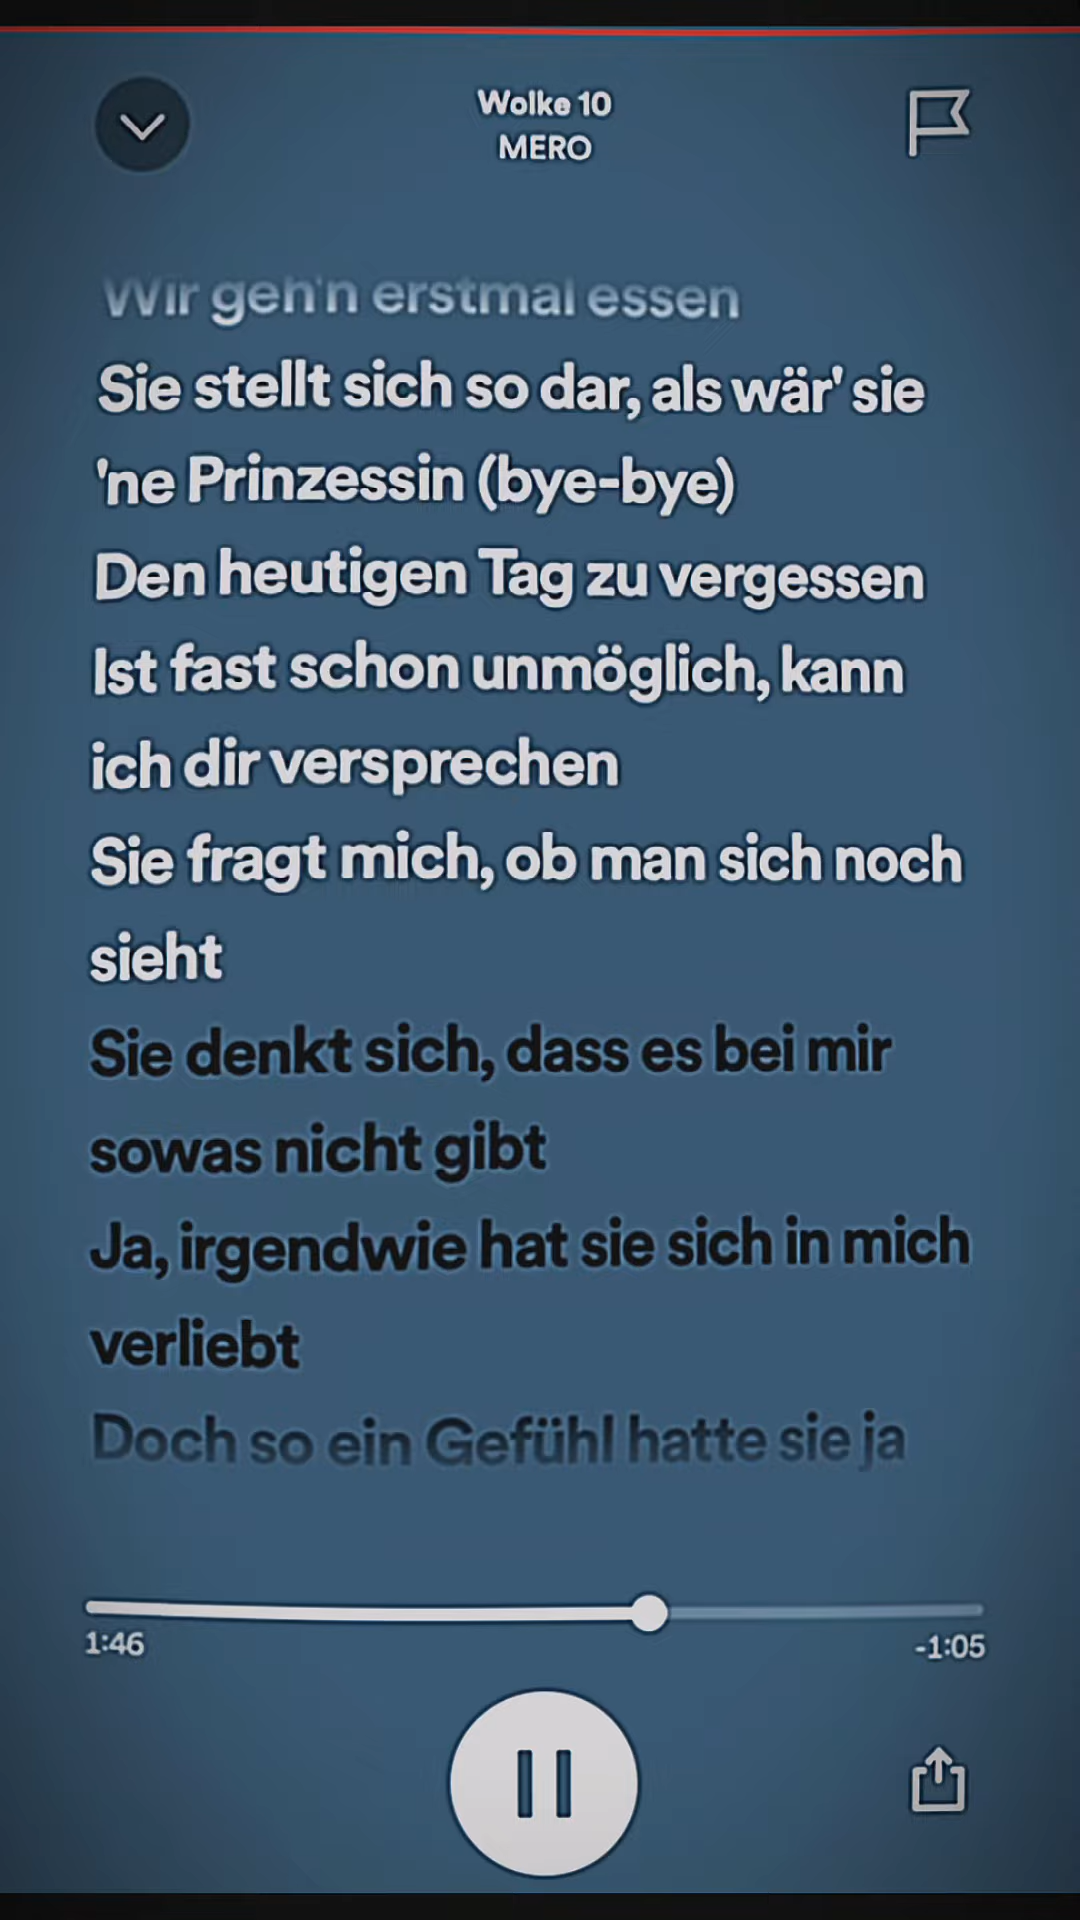 Wolke 10
MERO
Wir geh'n erstmal essen
Sie stellt sich so dar, als wär' sie
'ne Prinzessin (bye-bye)
Den heutigen Tag zu vergessen
Ist fast schon unmöglich, kann
ich dir versprechen
Sie fragt mich, ob man sich noch
sieht
Sie denkt sich, dass es bei mir
sowas nicht gibt
Ja, irgendwie hat sie sich in mich
verliebt
Doch so ein Gefühl hatte sie ja
1:46
-1:05